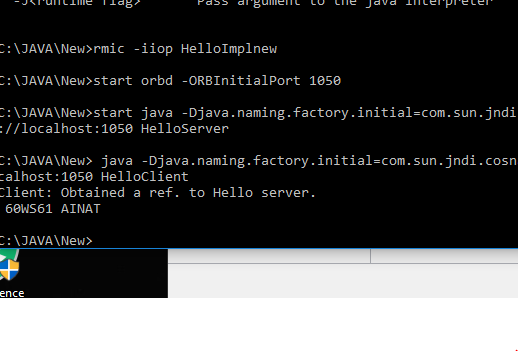 -J<runtime flag> Pass argument to the java interpreter
C:\JAVA\New>rmic -iiop HelloImplnew
C:\JAVA\New>start orbd -ORBInitialPort 1050
C:\JAVA\New>start java -Djava.naming.factory.initial=com.sun.jndi
://localhost:1050 HelloServer
C:\JAVA\New> java -Djava.naming.factory.initial=com.sun.jndi.cosn
calhost:1050 HelloClient
Client: Obtained a ref. to Hello server.
60WS61 AINAT
C:\JAVA\New>
ence